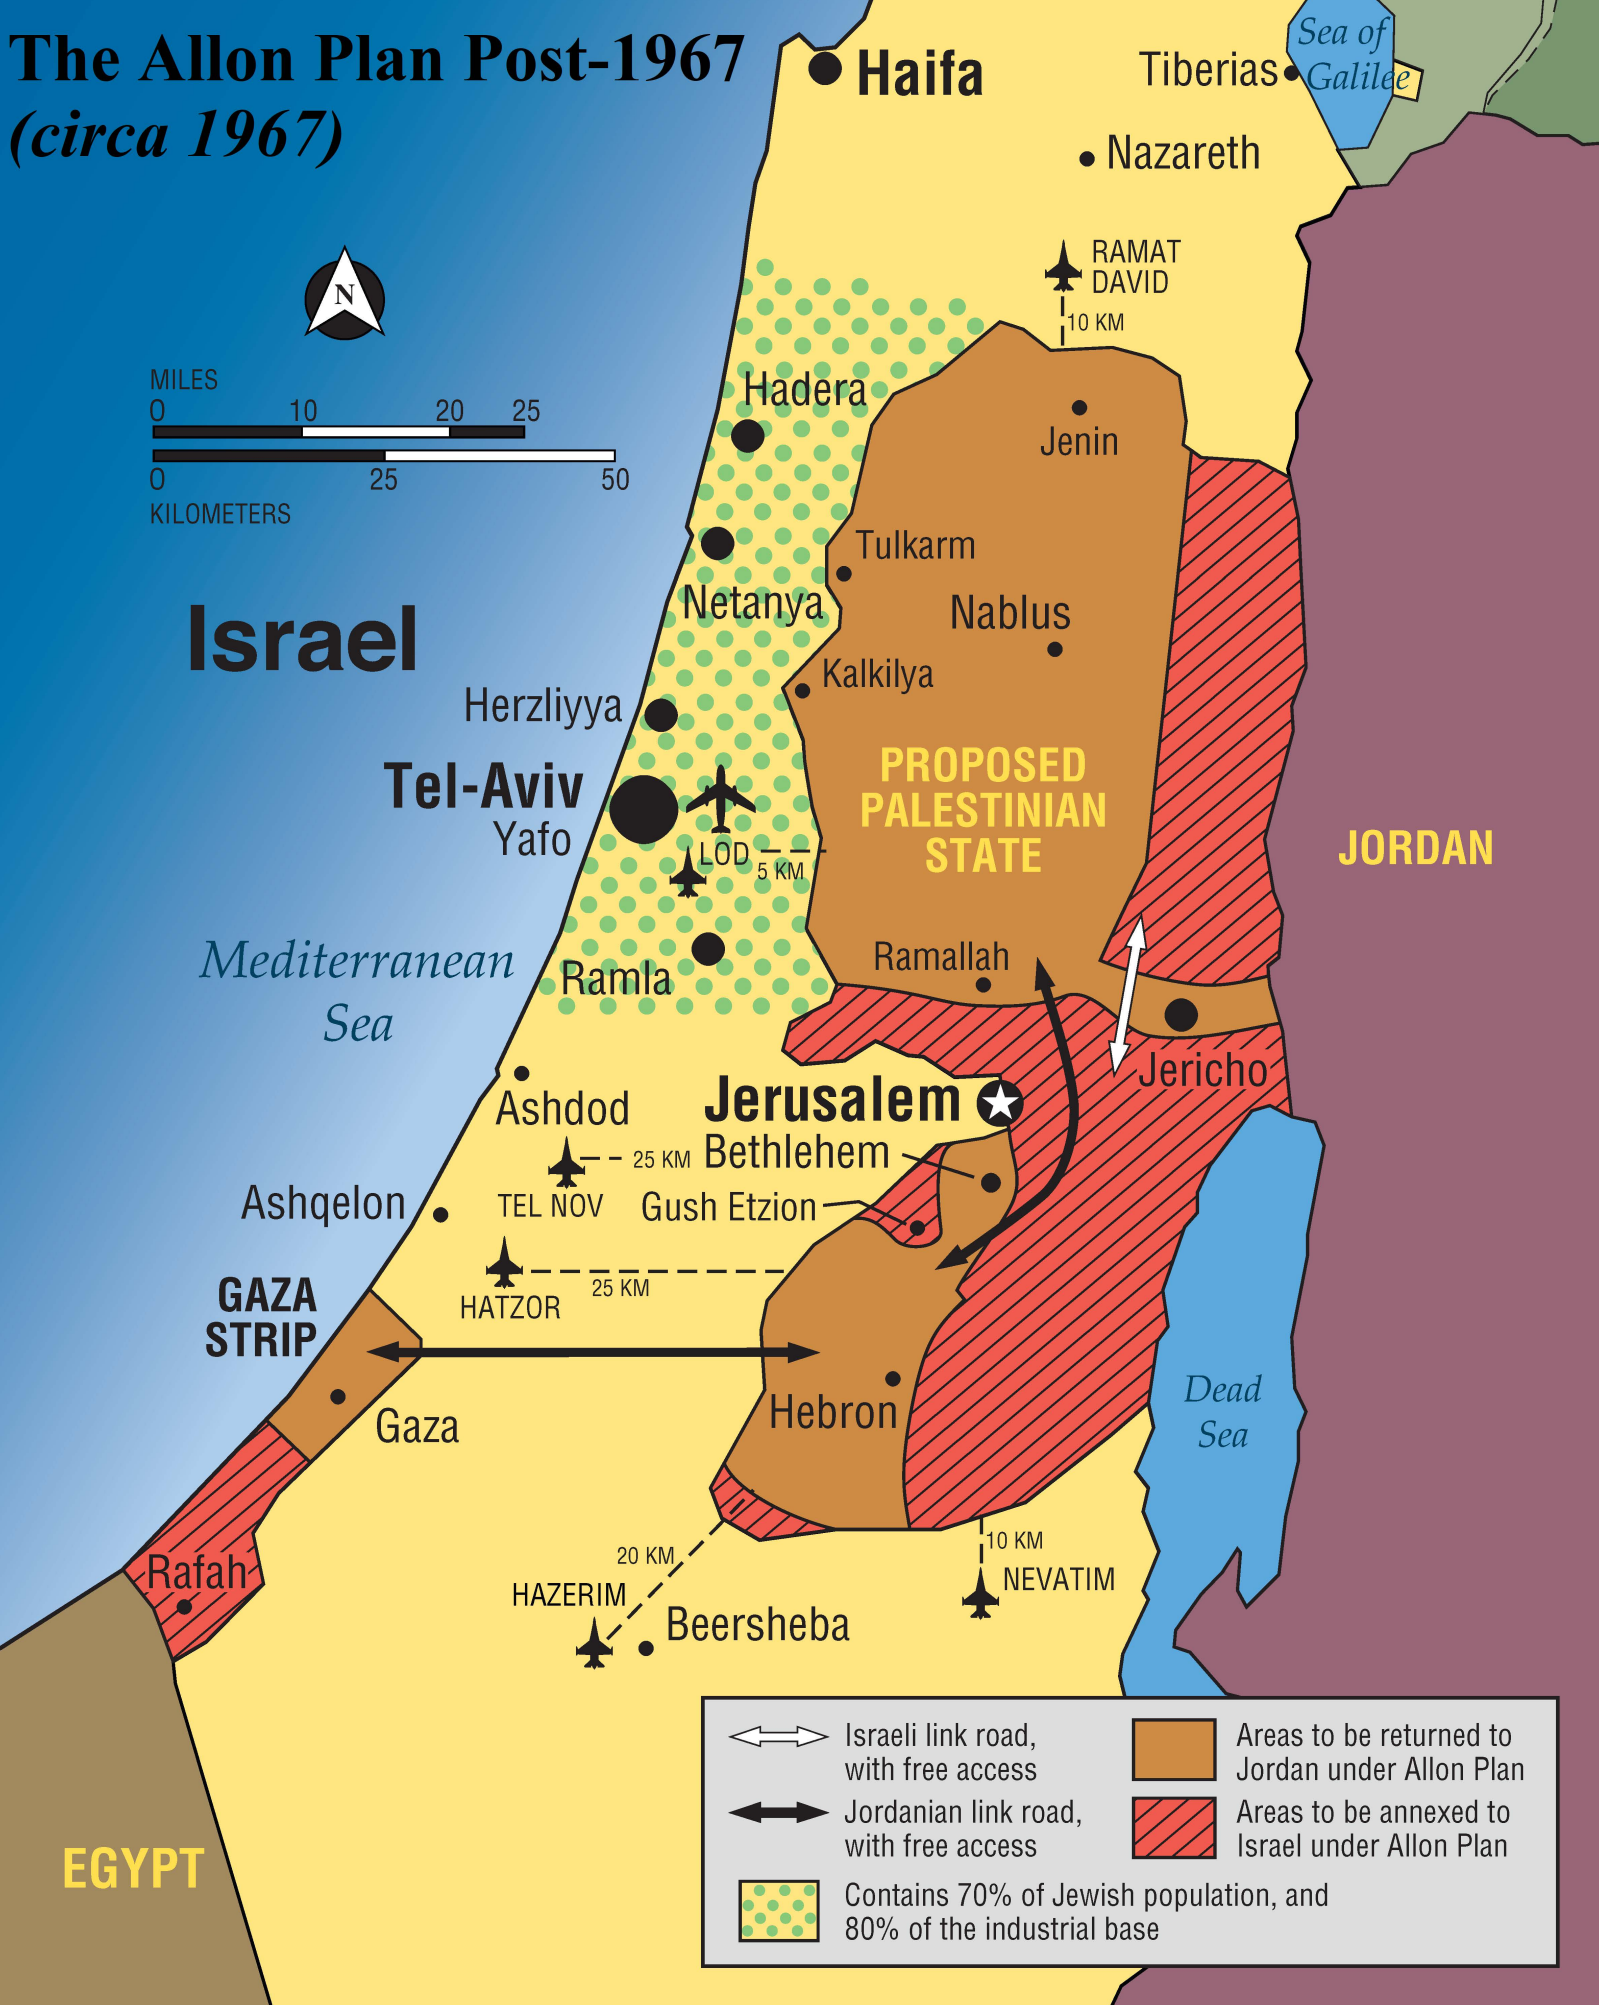 The Allon Plan Post-1967
(circa 1967)
Haifa
Tiberias
Sea of
Galilee
Nazareth
N
RAMAT
DAVID
10 KM
MILES
0 10 20 25
0 25 50
KILOMETERS
Hadera
Jenin
Tulkarm
Netanya
Nablus
Israel
Kalkilya
Herzliyya
Tel-Aviv
Yafo
PROPOSED
PALESTINIAN
STATE
JORDAN
LOD
5 KM
Mediterranean
Sea
Ramla
Ramallah
Jericho
Ashdod
Jerusalem
Bethlehem
25 KM
TEL NOV
Gush Etzion
Ashqelon
25 KM
HATZOR
GAZA
STRIP
Gaza
Hebron
Dead
Sea
Rafah
20 KM
HAZERIM
10 KM
NEVATIM
Beersheba
EGYPT
Israeli link road,
with free access
Jordanian link road,
with free access
Contains 70% of Jewish population, and
80% of the industrial base
Areas to be returned to
Jordan under Allon Plan
Areas to be annexed to
Israel under Allon Plan